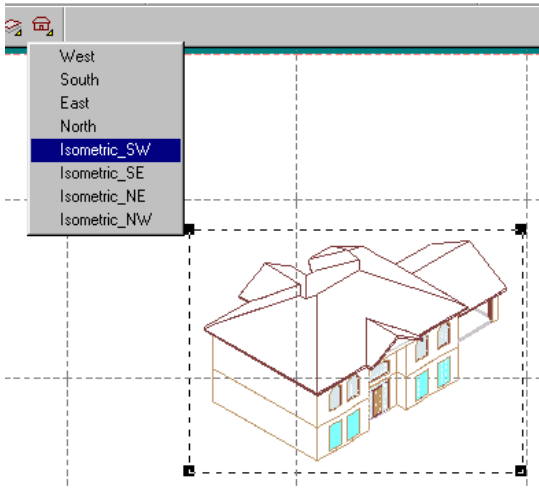 West
South
East
North
Isometric_SW
Isometric_SE
Isometric_NE
Isometric_NW